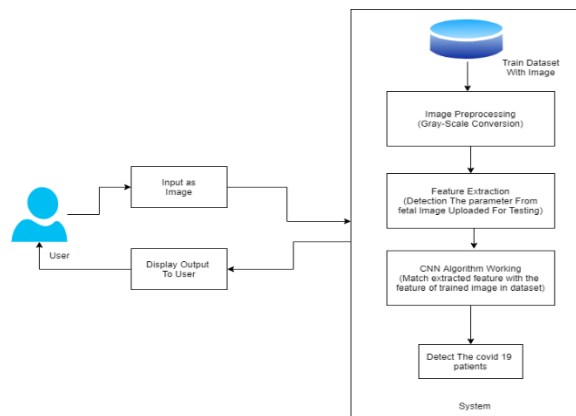 Train Dataset
With Image
Image Preprocessing
(Gray-Scale Conversion)
Input as
Image
Feature Extraction
(Detection The parameter From
fetal Image Uploaded For Testing)
User
Display Output
To User
CNN Algorithm Working
(Match extracted feature with the
feature of trained image in dataset)
Detect The covid 19
patients
System